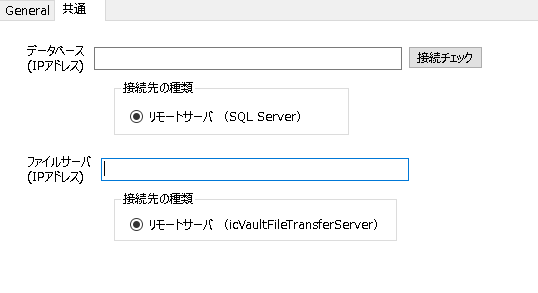 General 共通
データベース
(IPアドレス)
接続チェック
接続先の種類
リモートサーバ （SQL Server）
ファイルサーバ
(IPアドレス)
接続先の種類
リモートサーバ （icVaultFileTransferServer）